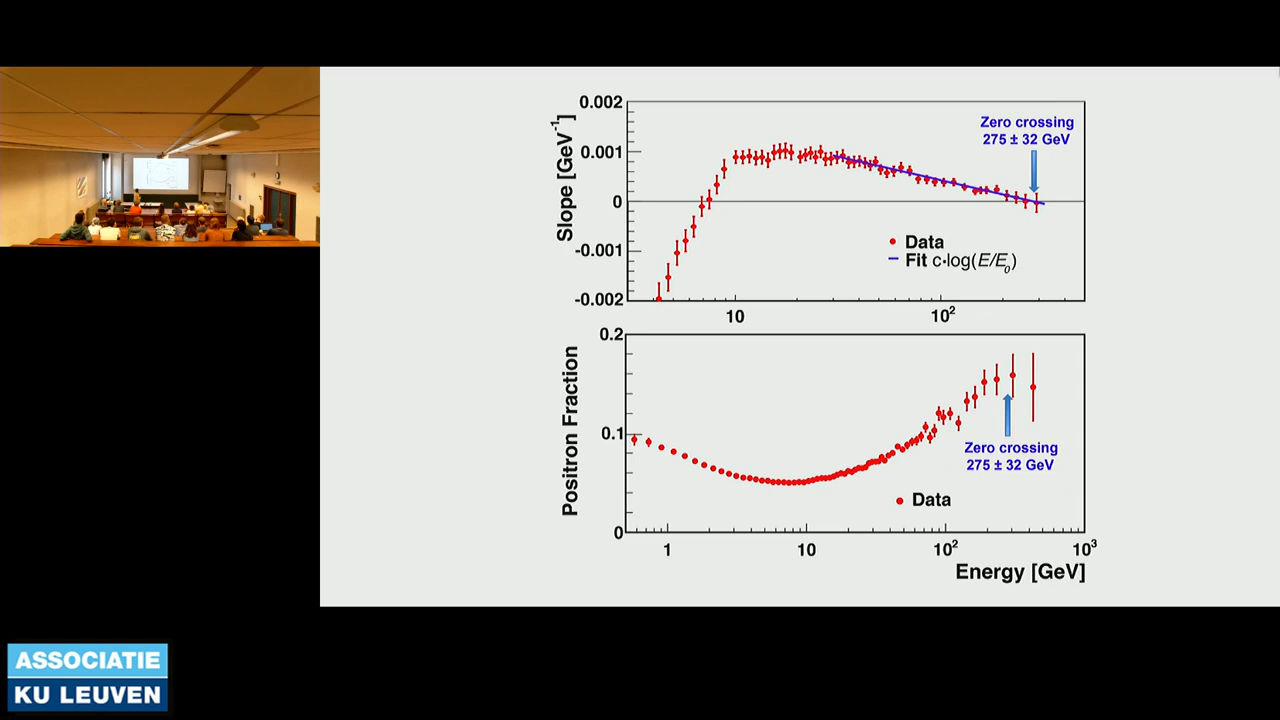 0.002
0.001
0
-0.001
-0.002
Slope [GeV⁻¹]
Zero crossing
275 ± 32 GeV
Data
Fit c·log(E/E₀)
10
10²
0.2
0.1
0
Positron Fraction
Zero crossing
275 ± 32 GeV
Data
1
10
10²
10³
Energy [GeV]
ASSOCIATIE
KU LEUVEN